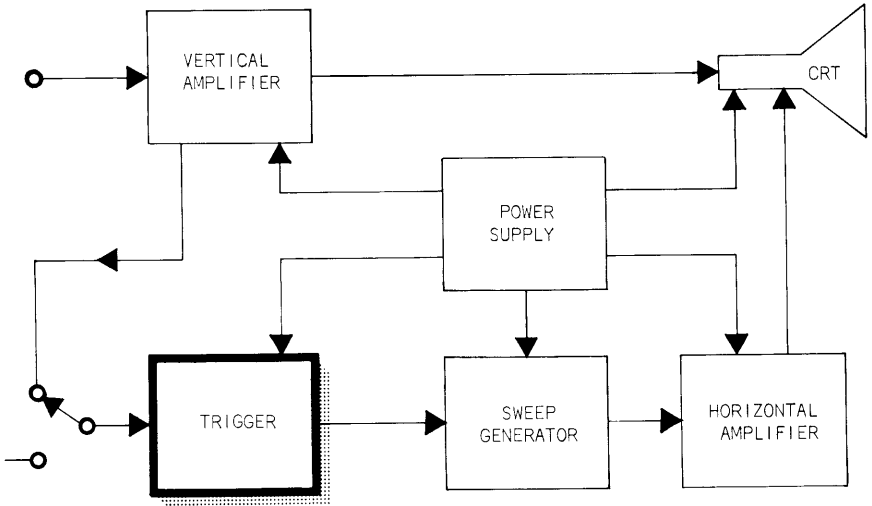 VERTICAL
AMPLIFIER
CRT
POWER
SUPPLY
TRIGGER
SWEEP
GENERATOR
HORIZONTAL
AMPLIFIER